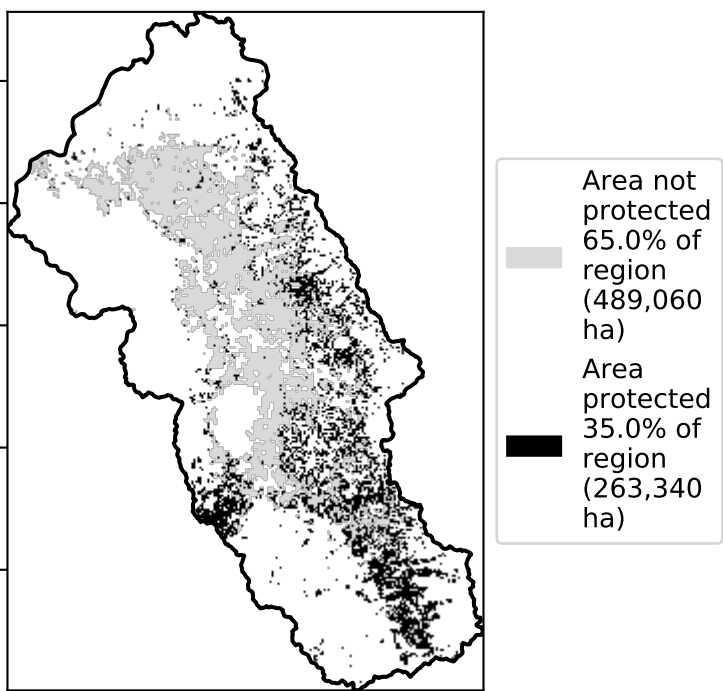 Area not
protected
65.0% of
region
(489,060
ha)
Area
protected
35.0% of
region
(263,340
ha)